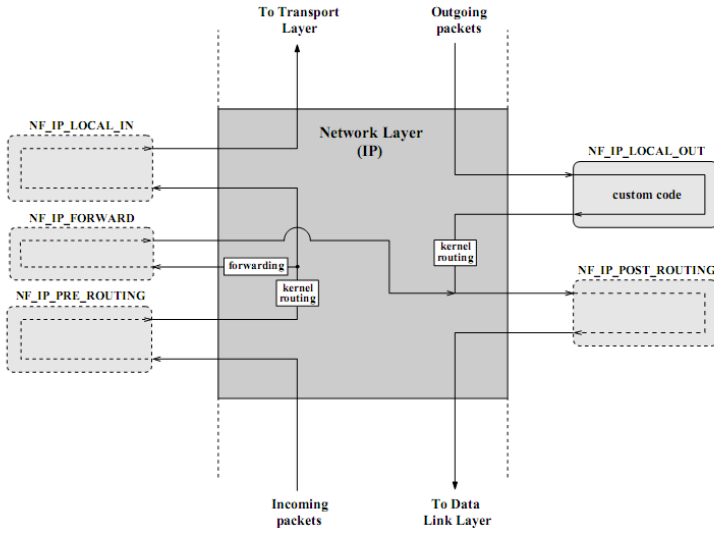 To Transport
Layer
Outgoing
packets
NF_IP_LOCAL_IN
Network Layer
(IP)
NF_IP_LOCAL_OUT
custom code
NF_IP_FORWARD
kernel
routing
forwarding
NF_IP_POST_ROUTING
kernel
routing
NF_IP_PRE_ROUTING
Incoming
packets
To Data
Link Layer